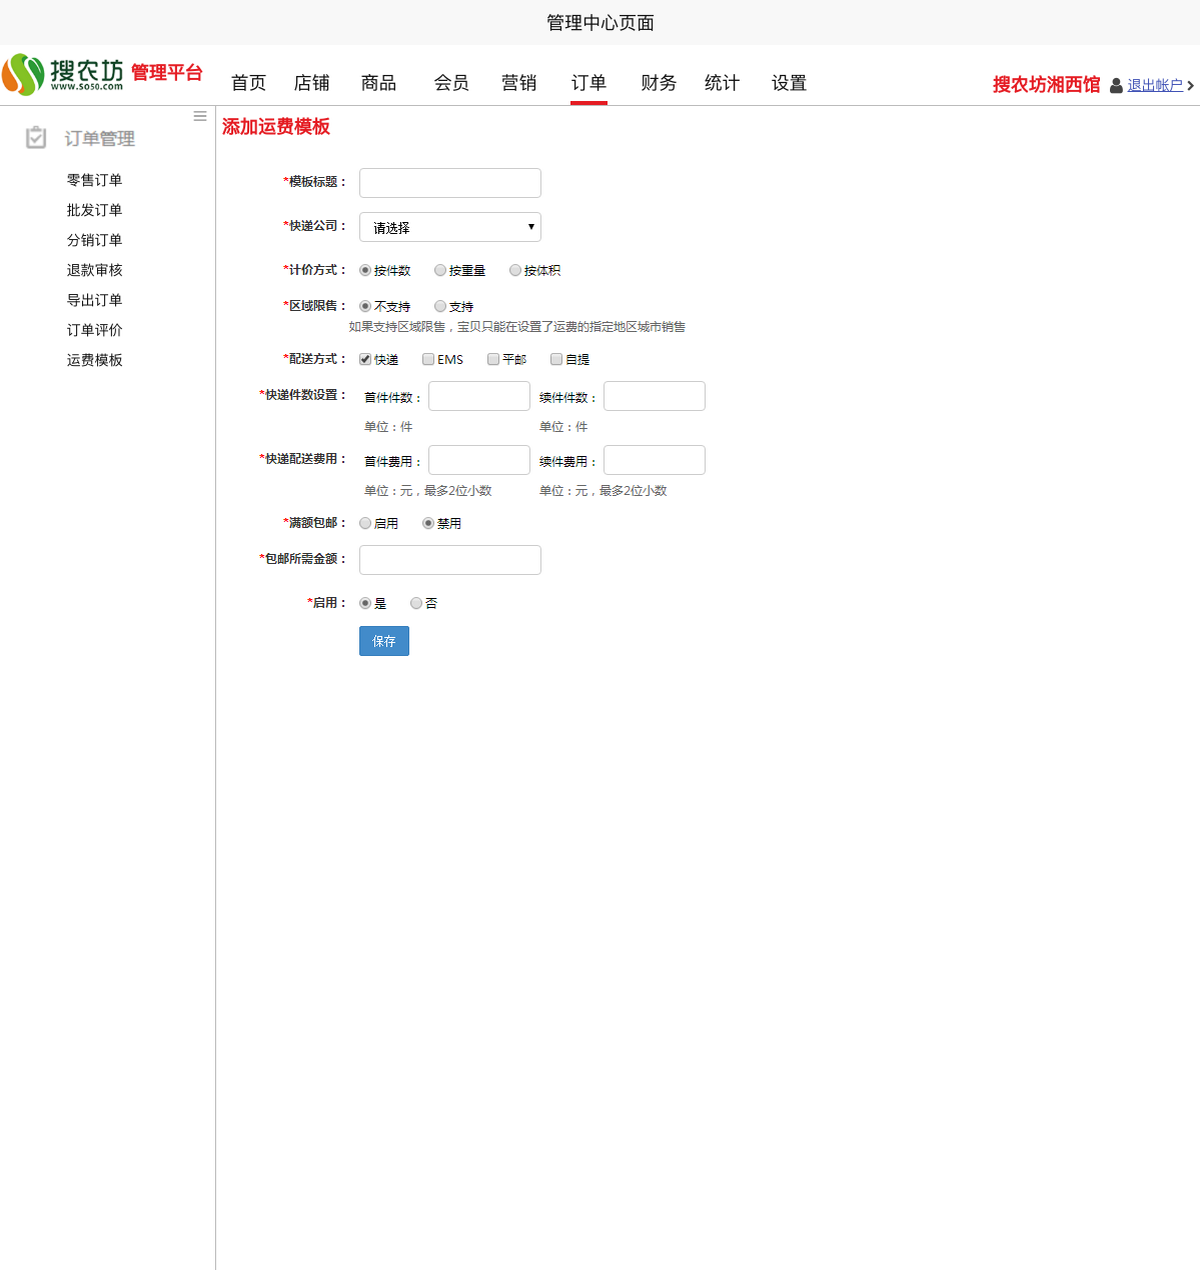 管理中心页面
搜农坊 www.so5o.com 管理平台 首页 店铺 商品 会员 营销 订单 财务 统计 设置 搜农坊湘西馆 退出帐户
订单管理
零售订单
批发订单
分销订单
退款审核
导出订单
订单评价
运费模板
添加运费模板
*模板标题：
*快递公司： 请选择
*计价方式： 按件数 按重量 按体积
*区域限售： 不支持 支持
如果支持区域限售，宝贝只能在设置了运费的指定地区城市销售
*配送方式： 快递 EMS 平邮 自提
*快递件数设置： 首件件数： 续件件数：
单位：件 单位：件
*快递配送费用： 首件费用： 续件费用：
单位：元，最多2位小数 单位：元，最多2位小数
*满额包邮： 启用 禁用
*包邮所需金额：
*启用： 是 否
保存